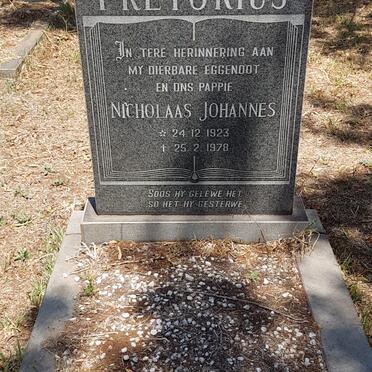 PRETORIUS
IN TERE HERINNERING AAN
MY DIERBARE EGGENOOT
EN ONS PAPPIE
NICHOLAAS JOHANNES
☆ 24.12.1923
† 25.2.1978
SOOS HY GELEWE HET
SO HET HY GESTERWE